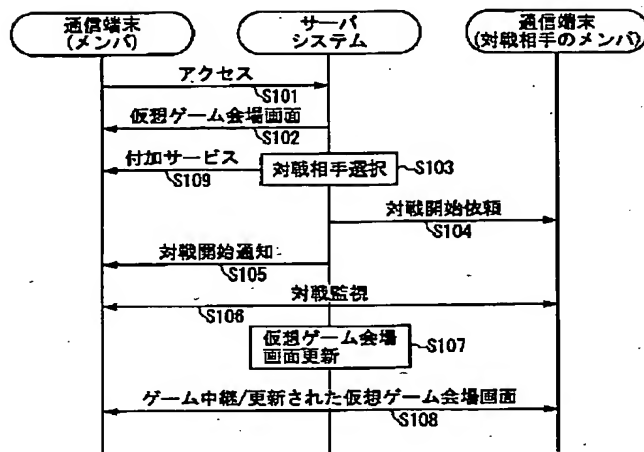 通信端末
(メンバ)
サーバ
システム
通信端末
(対戦相手のメンバ)
アクセス
S101
仮想ゲーム会場画面
S102
付加サービス
S109
対戦相手選択
S103
対戦開始依頼
S104
対戦開始通知
S105
対戦監視
S106
仮想ゲーム会場
画面更新
S107
ゲーム中継/更新された仮想ゲーム会場画面
S108